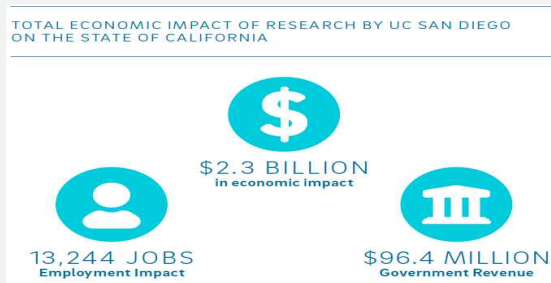 TOTAL ECONOMIC IMPACT OF RESEARCH BY UC SAN DIEGO
ON THE STATE OF CALIFORNIA
$2.3 BILLION
in economic impact
13,244 JOBS
Employment Impact
$96.4 MILLION
Government Revenue